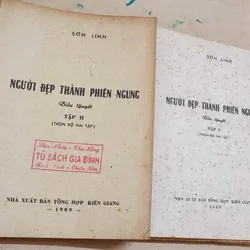 SƠN LINH
NGƯỜI ĐẸP THÀNH PHIÊN NGUNG
Tiểu thuyết
TẬP II
(TRỌN BỘ HAI TẬP)
TỦ SÁCH GIA ĐÌNH
NHÀ XUẤT BẢN TỔNG HỢP KIÊN GIANG
— 1989 —
SƠN LINH
NGƯỜI ĐẸP THÀNH PHIÊN NGUN
Tiểu thuyết
TẬP I
(TRỌN BỘ HAI TẬP)
NHÀ XUẤT BẢN TỔNG HỢP KIÊN GIANG
1989